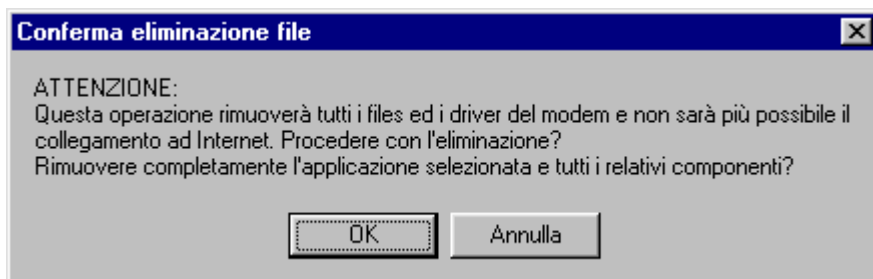 Conferma eliminazione file
ATTENZIONE:
Questa operazione rimuoverà tutti i files ed i driver del modem e non sarà più possibile il
collegamento ad Internet. Procedere con l'eliminazione?
Rimuovere completamente l'applicazione selezionata e tutti i relativi componenti?
OK
Annulla